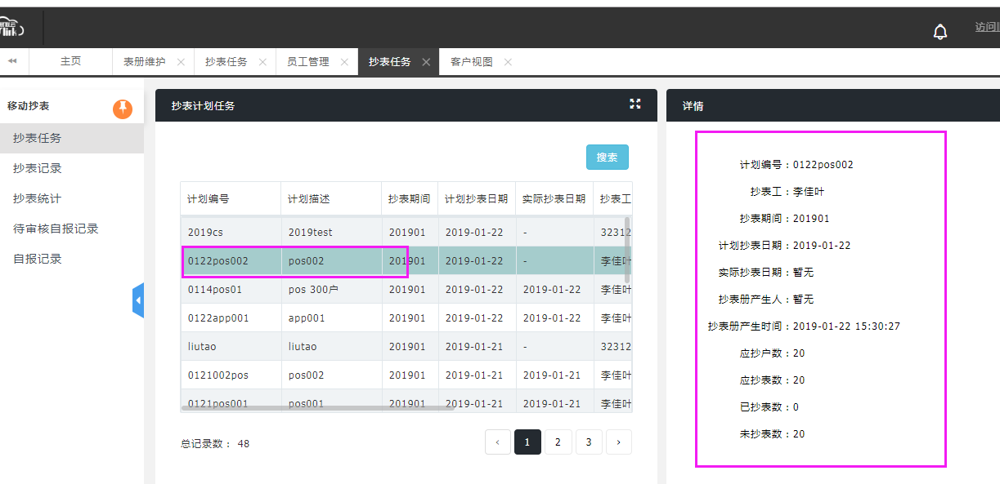 访问
主页 表册维护 抄表任务 员工管理 抄表任务 客户视图
移动抄表
抄表任务
抄表记录
抄表统计
待审核自报记录
自报记录
抄表计划任务
搜索
计划编号 计划描述 抄表期间 计划抄表日期 实际抄表日期 抄表工
2019cs 2019test 201901 2019-01-22 - 32312
0122pos002 pos002 201901 2019-01-22 - 李佳叶
0114pos01 pos 300户 201901 2019-01-22 2019-01-22 李佳叶
0122app001 app001 201901 2019-01-22 2019-01-22 李佳叶
liutao liutao 201901 2019-01-21 - 32312
0121002pos pos002 201901 2019-01-21 2019-01-21 李佳叶
0121pos001 pos001 201901 2019-01-21 2019-01-21 李佳叶
总记录数： 48
‹ 1 2 3 ›
详情
计划编号：0122pos002
抄表工：李佳叶
抄表期间：201901
计划抄表日期：2019-01-22
实际抄表日期：暂无
抄表册产生人：暂无
抄表册产生时间：2019-01-22 15:30:27
应抄户数：20
应抄表数：20
已抄表数：0
未抄表数：20